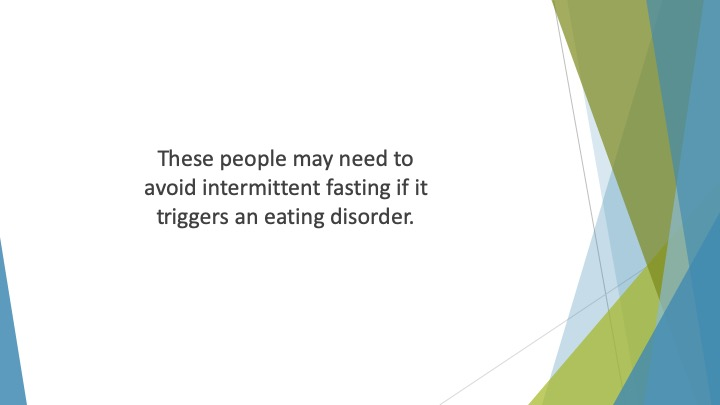 These people may need to
avoid intermittent fasting if it
triggers an eating disorder.